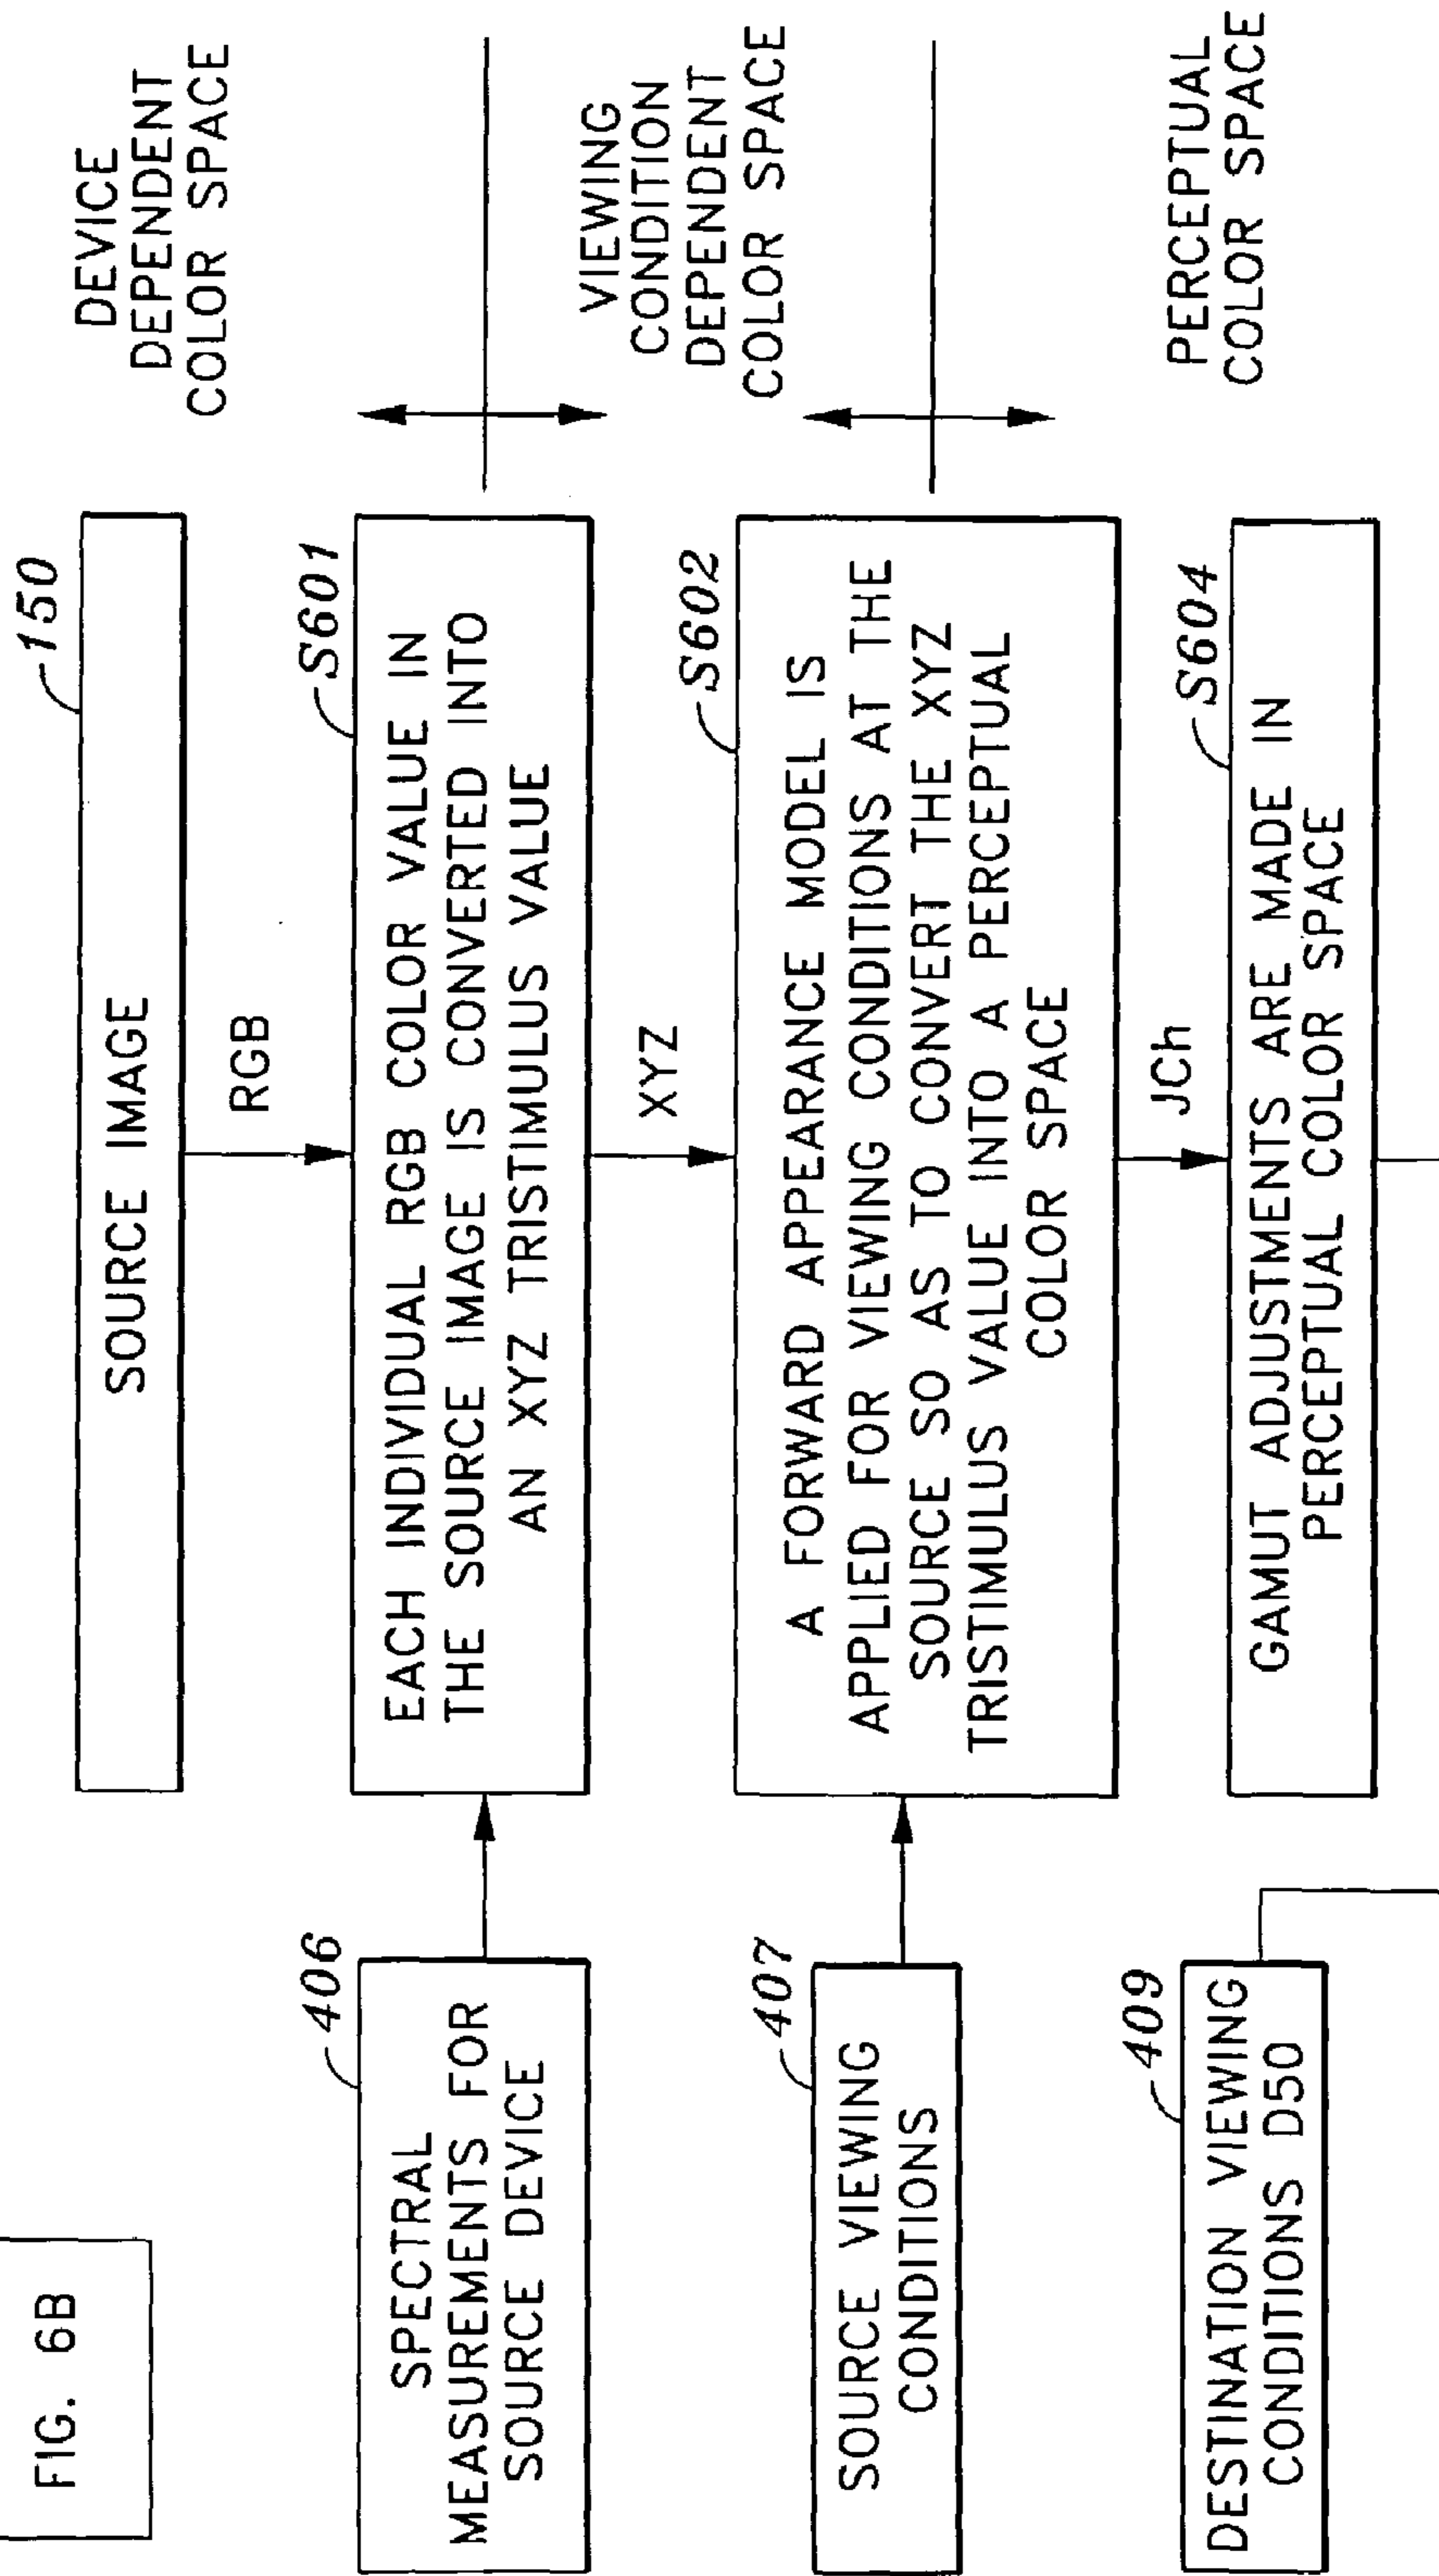 FIG. 6B
150
SOURCE IMAGE
DEVICE
DEPENDENT
COLOR SPACE
RGB
406
SPECTRAL
MEASUREMENTS FOR
SOURCE DEVICE
S601
EACH INDIVIDUAL RGB COLOR VALUE IN
THE SOURCE IMAGE IS CONVERTED INTO
AN XYZ TRISTIMULUS VALUE
VIEWING
CONDITION
DEPENDENT
COLOR SPACE
XYZ
407
SOURCE VIEWING
CONDITIONS
S602
A FORWARD APPEARANCE MODEL IS
APPLIED FOR VIEWING CONDITIONS AT THE
SOURCE SO AS TO CONVERT THE XYZ
TRISTIMULUS VALUE INTO A PERCEPTUAL
COLOR SPACE
JCh
PERCEPTUAL
COLOR SPACE
409
DESTINATION VIEWING
CONDITIONS D50
S604
GAMUT ADJUSTMENTS ARE MADE IN
PERCEPTUAL COLOR SPACE